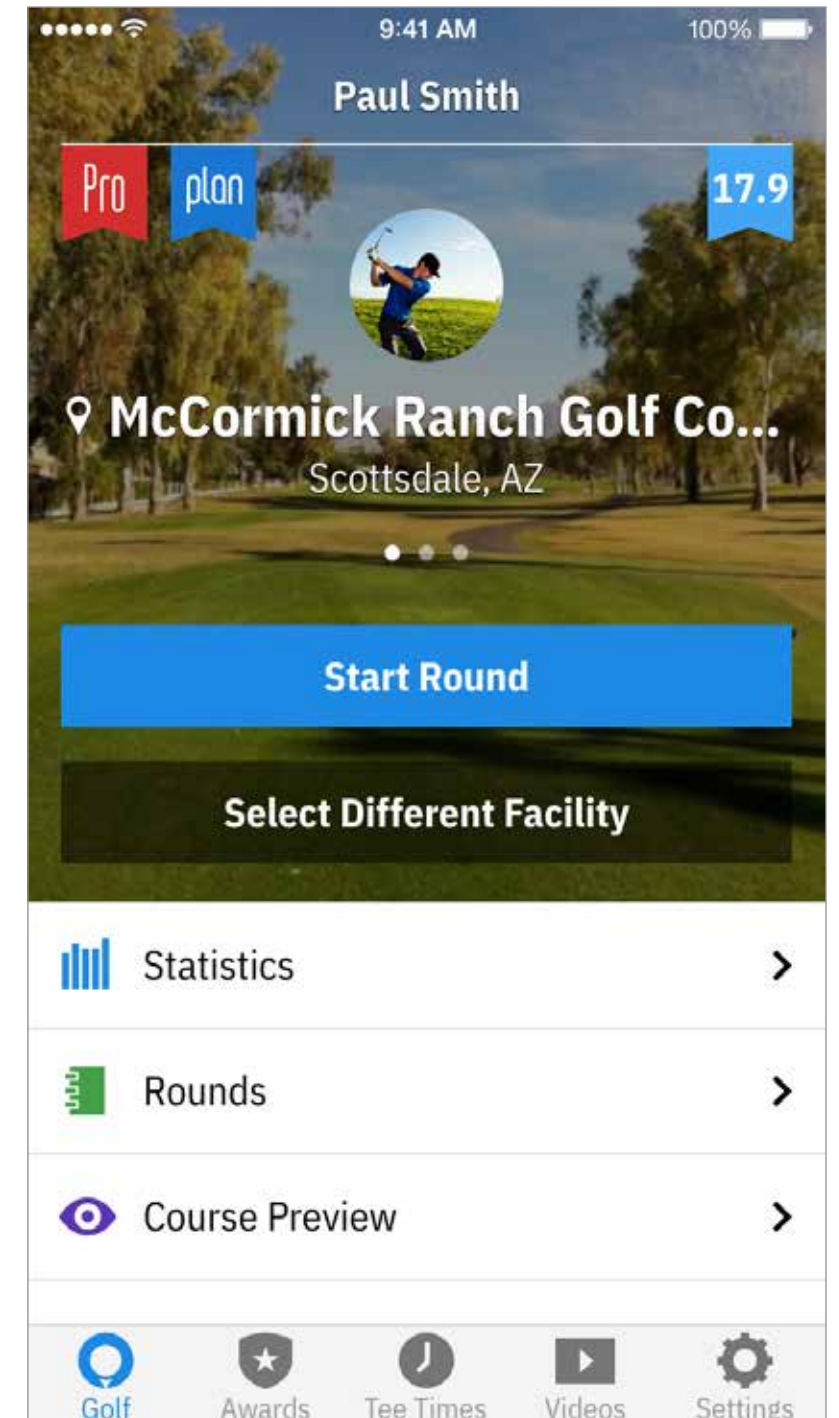 9:41 AM 100%
Paul Smith
Pro plan 17.9
McCormick Ranch Golf Co...
Scottsdale, AZ
Start Round
Select Different Facility
Statistics
Rounds
Course Preview
Golf Awards Tee Times Videos Settings